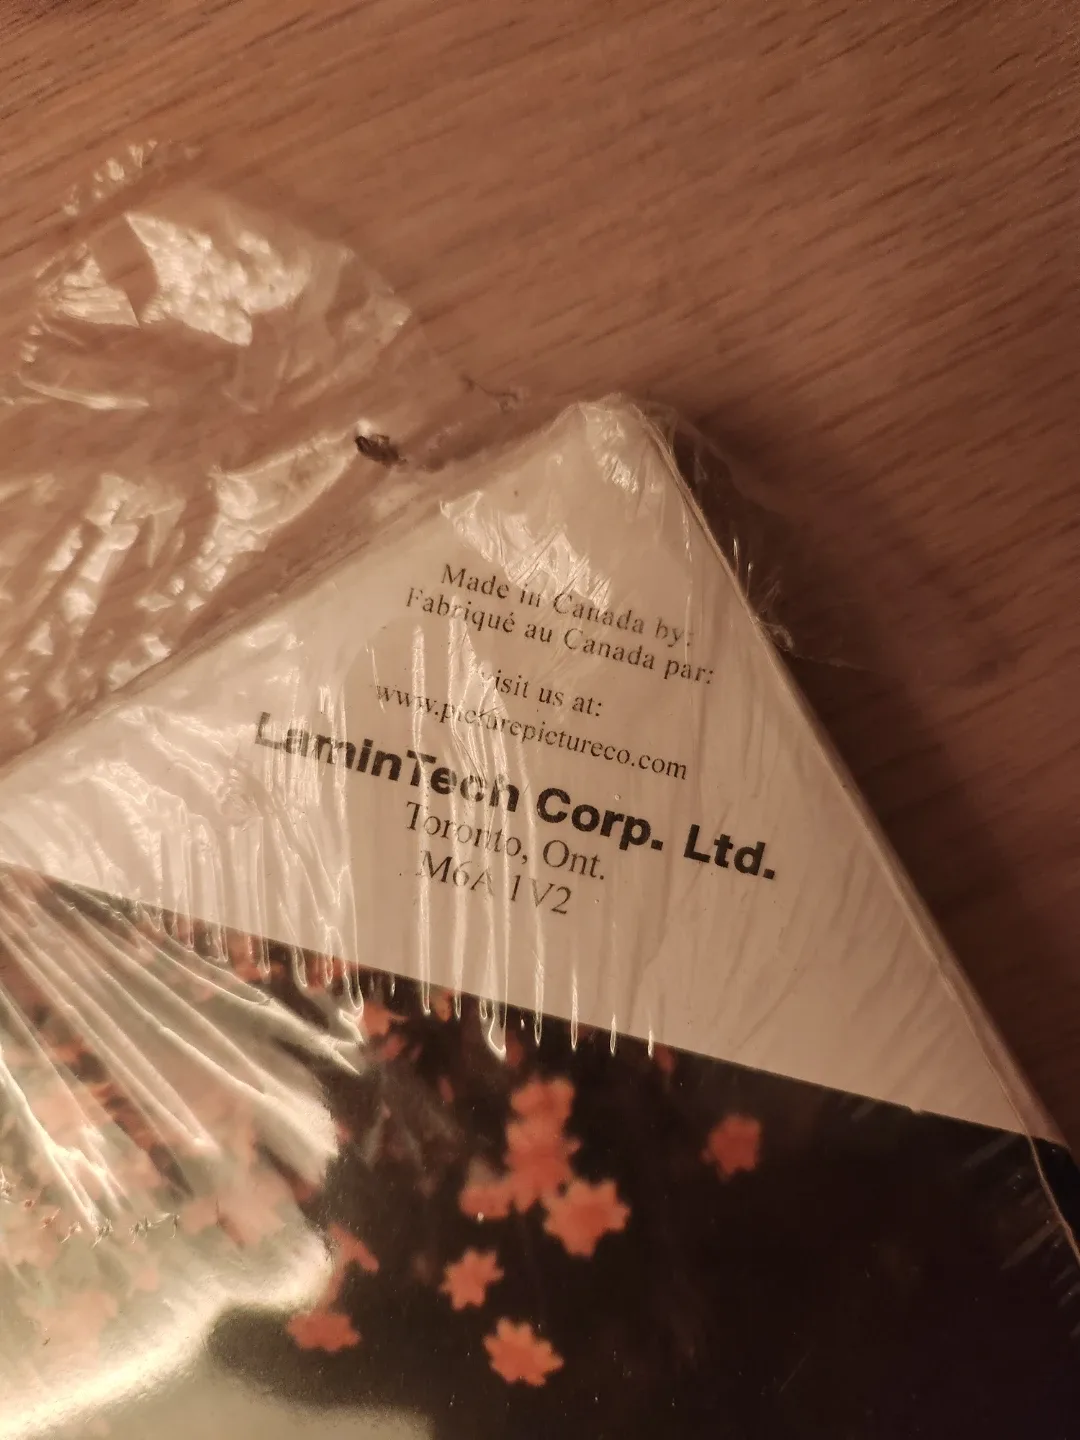 Made in Canada by:
Fabriqué au Canada par:
visit us at:
www.picturepictureco.com
LaminTech Corp. Ltd.
Toronto, Ont.
M6A 1V2